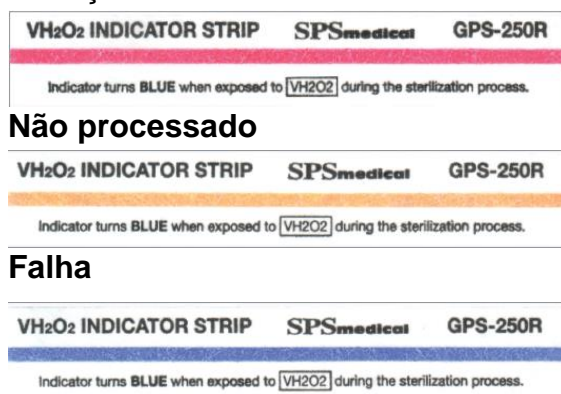 VH2O2 INDICATOR STRIP SPSmedical GPS-250R
Indicator turns BLUE when exposed to VH2O2 during the sterilization process.
Não processado
VH2O2 INDICATOR STRIP SPSmedical GPS-250R
Indicator turns BLUE when exposed to VH2O2 during the sterilization process.
Falha
VH2O2 INDICATOR STRIP SPSmedical GPS-250R
Indicator turns BLUE when exposed to VH2O2 during the sterilization process.